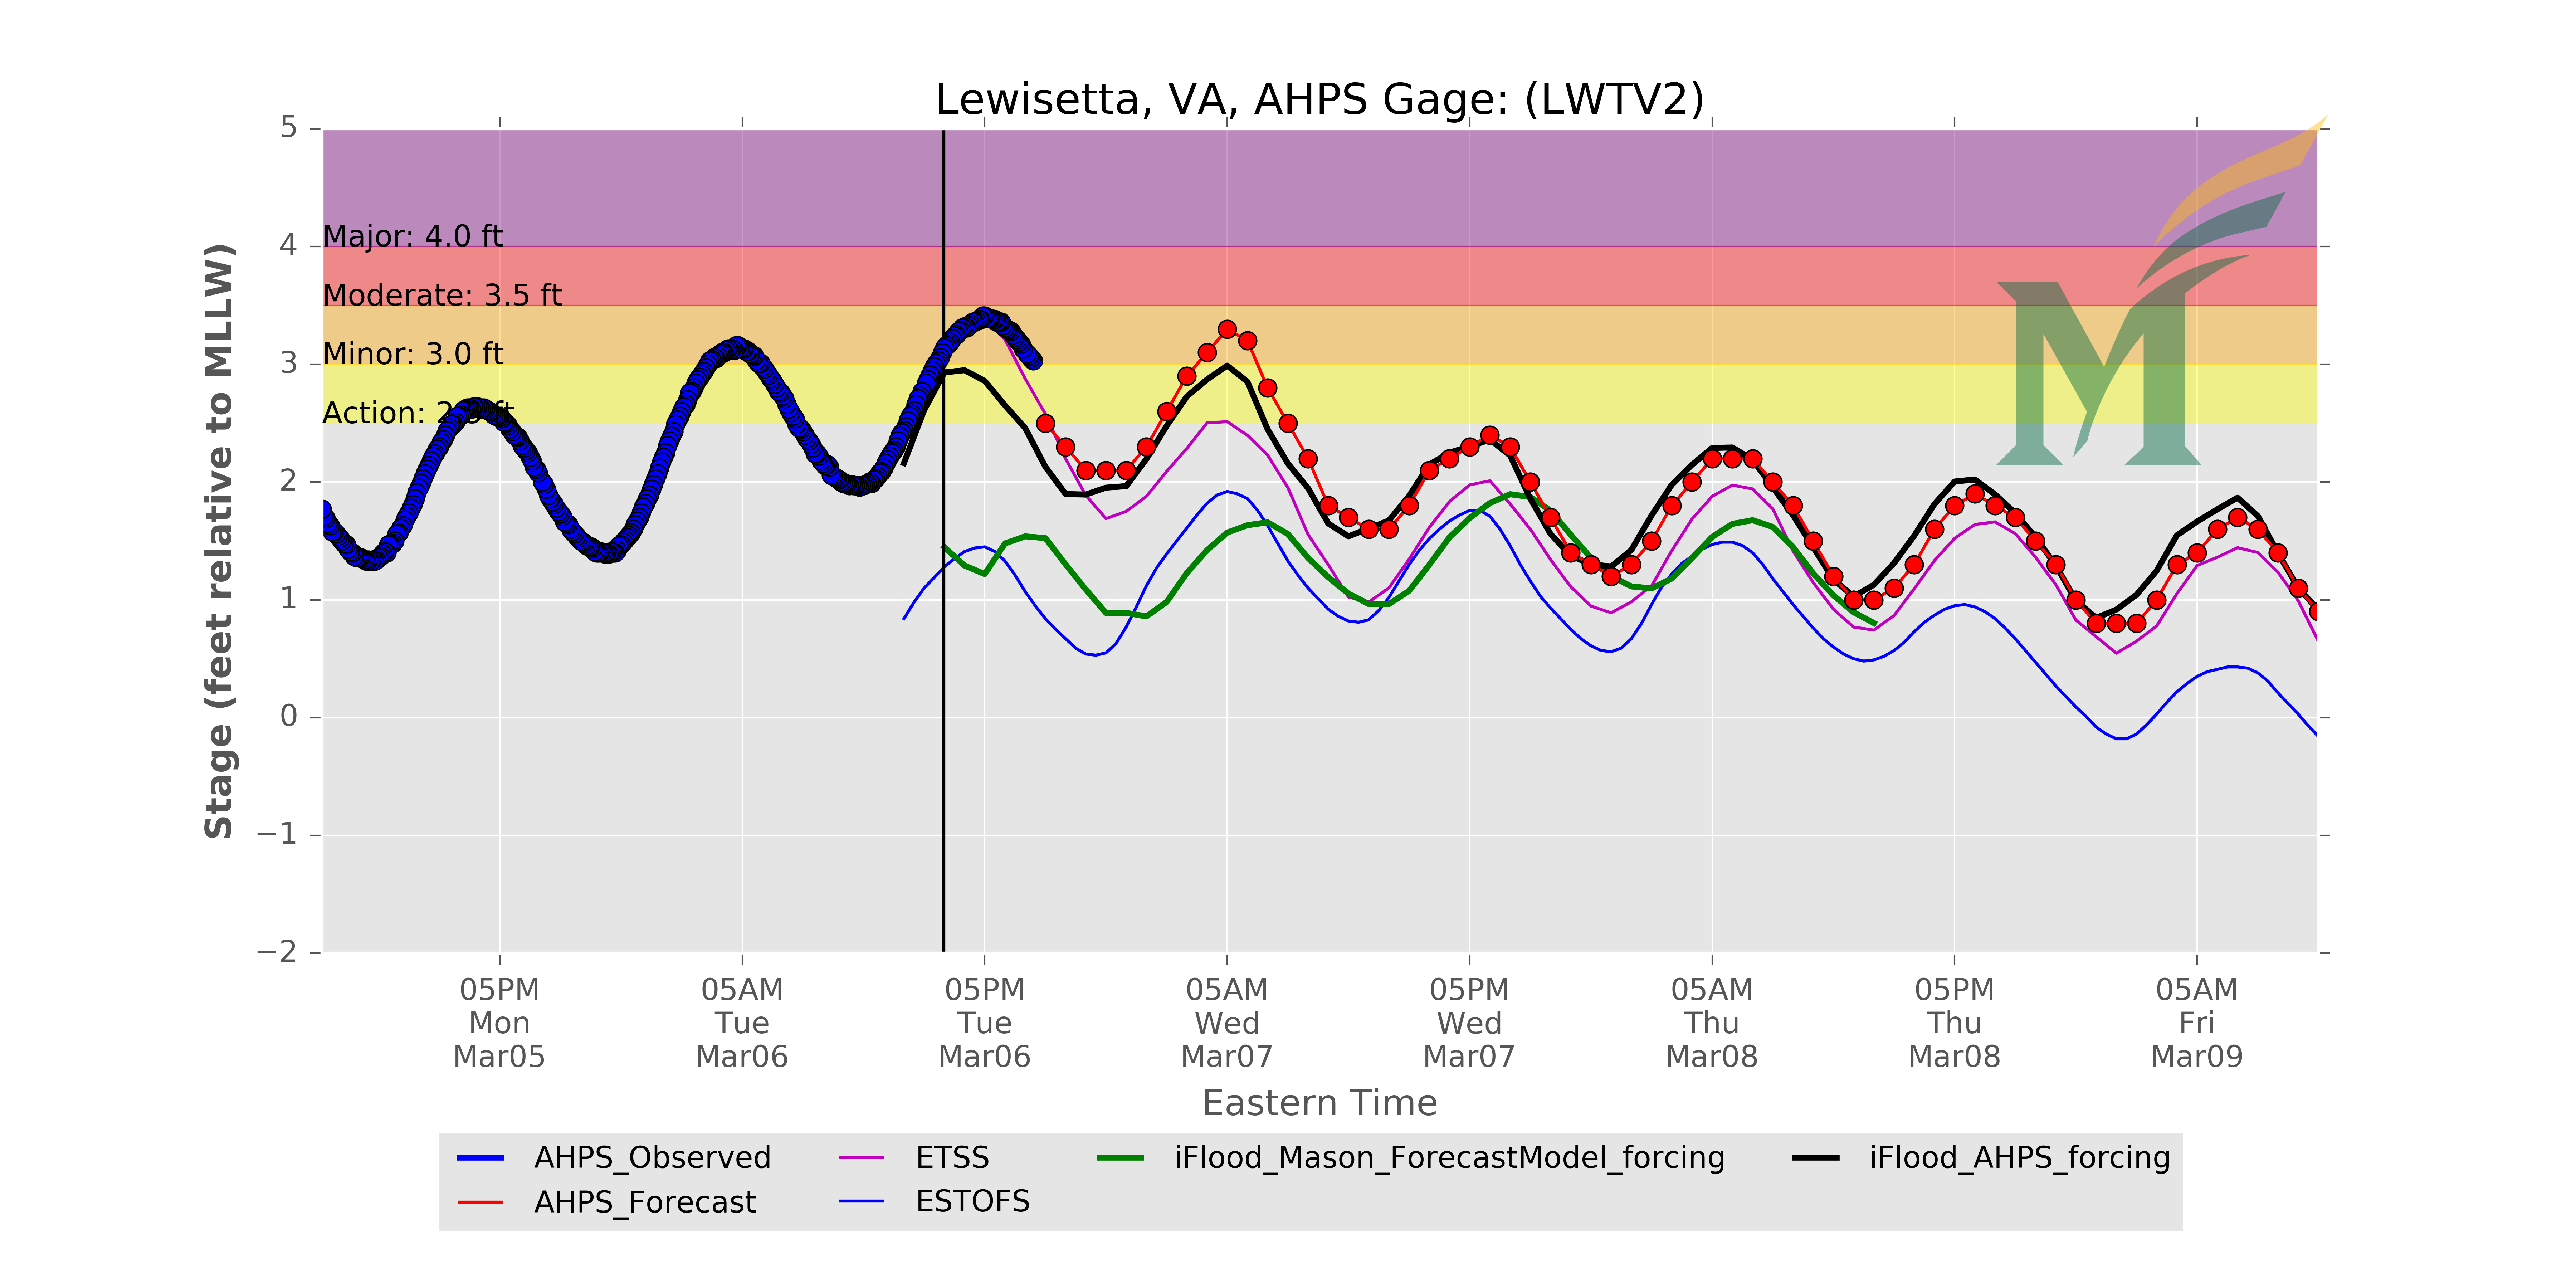 Lewisetta, VA, AHPS Gage: (LWTV2)
5
4
3
2
1
0
−1
−2
Stage (feet relative to MLLW)
Major: 4.0 ft
Moderate: 3.5 ft
Minor: 3.0 ft
Action: 2.5 ft
M
05PM
Mon
Mar05
05AM
Tue
Mar06
05PM
Tue
Mar06
05AM
Wed
Mar07
05PM
Wed
Mar07
05AM
Thu
Mar08
05PM
Thu
Mar08
05AM
Fri
Mar09
Eastern Time
AHPS_Observed
AHPS_Forecast
ETSS
ESTOFS
iFlood_Mason_ForecastModel_forcing
iFlood_AHPS_forcing